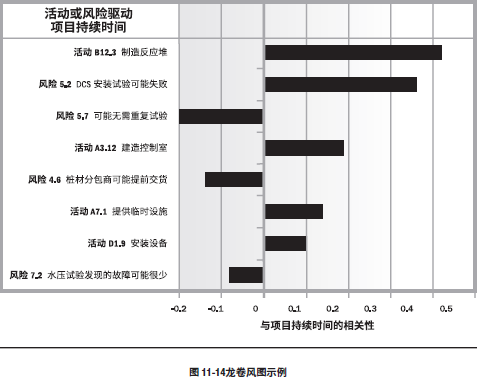 活动或风险驱动
项目持续时间
活动 B12.3 制造反应堆
风险 5.2 DCS 安装试验可能失败
风险 5.7 可能无需重复试验
活动 A3.12 建造控制室
风险 4.6 桩材分包商可能提前交货
活动 A7.1 提供临时设施
活动 D1.9 安装设备
风险 7.2 水压试验发现的故障可能很少
-0.2 -0.1 0 0.1 0.2 0.3 0.4 0.5
与项目持续时间的相关性
图 11-14龙卷风图示例